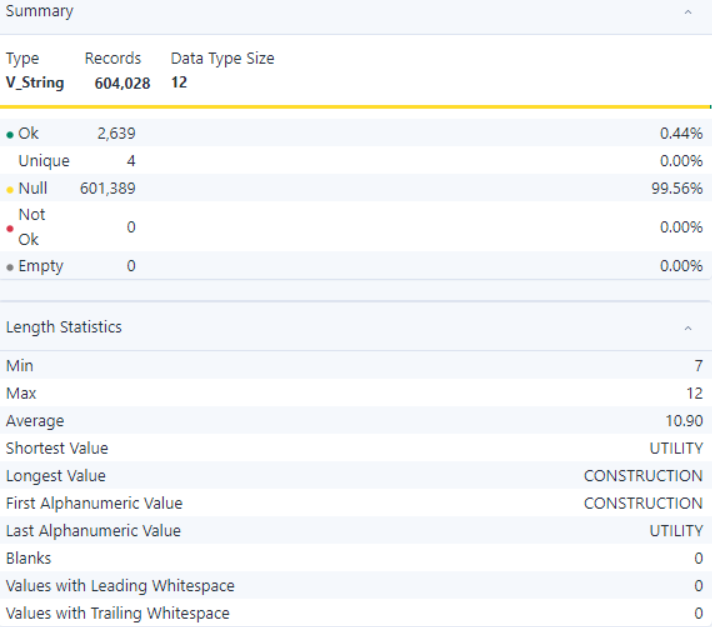 Summary
Type Records Data Type Size
V_String 604,028 12
Ok 2,639 0.44%
Unique 4 0.00%
Null 601,389 99.56%
Not
Ok 0 0.00%
Empty 0 0.00%
Length Statistics
Min 7
Max 12
Average 10.90
Shortest Value UTILITY
Longest Value CONSTRUCTION
First Alphanumeric Value CONSTRUCTION
Last Alphanumeric Value UTILITY
Blanks 0
Values with Leading Whitespace 0
Values with Trailing Whitespace 0